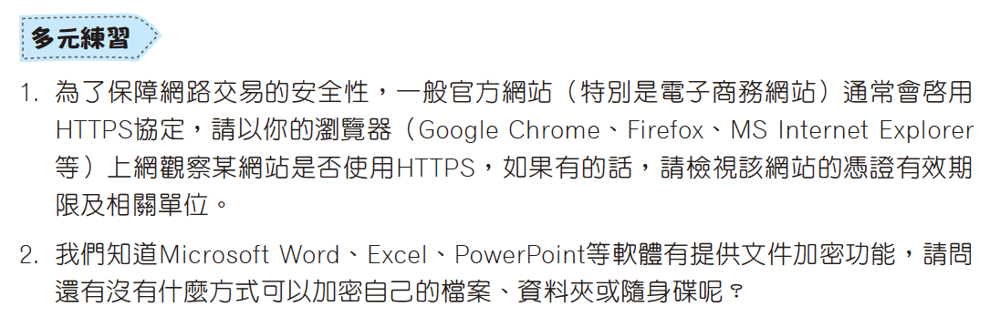 多元練習
1. 為了保障網路交易的安全性，一般官方網站（特別是電子商務網站）通常會啓用
HTTPS協定，請以你的瀏覽器（Google Chrome、Firefox、MS Internet Explorer
等）上網觀察某網站是否使用HTTPS，如果有的話，請檢視該網站的憑證有效期
限及相關單位。
2. 我們知道Microsoft Word、Excel、PowerPoint等軟體有提供文件加密功能，請問
還有沒有什麼方式可以加密自己的檔案、資料夾或隨身碟呢？